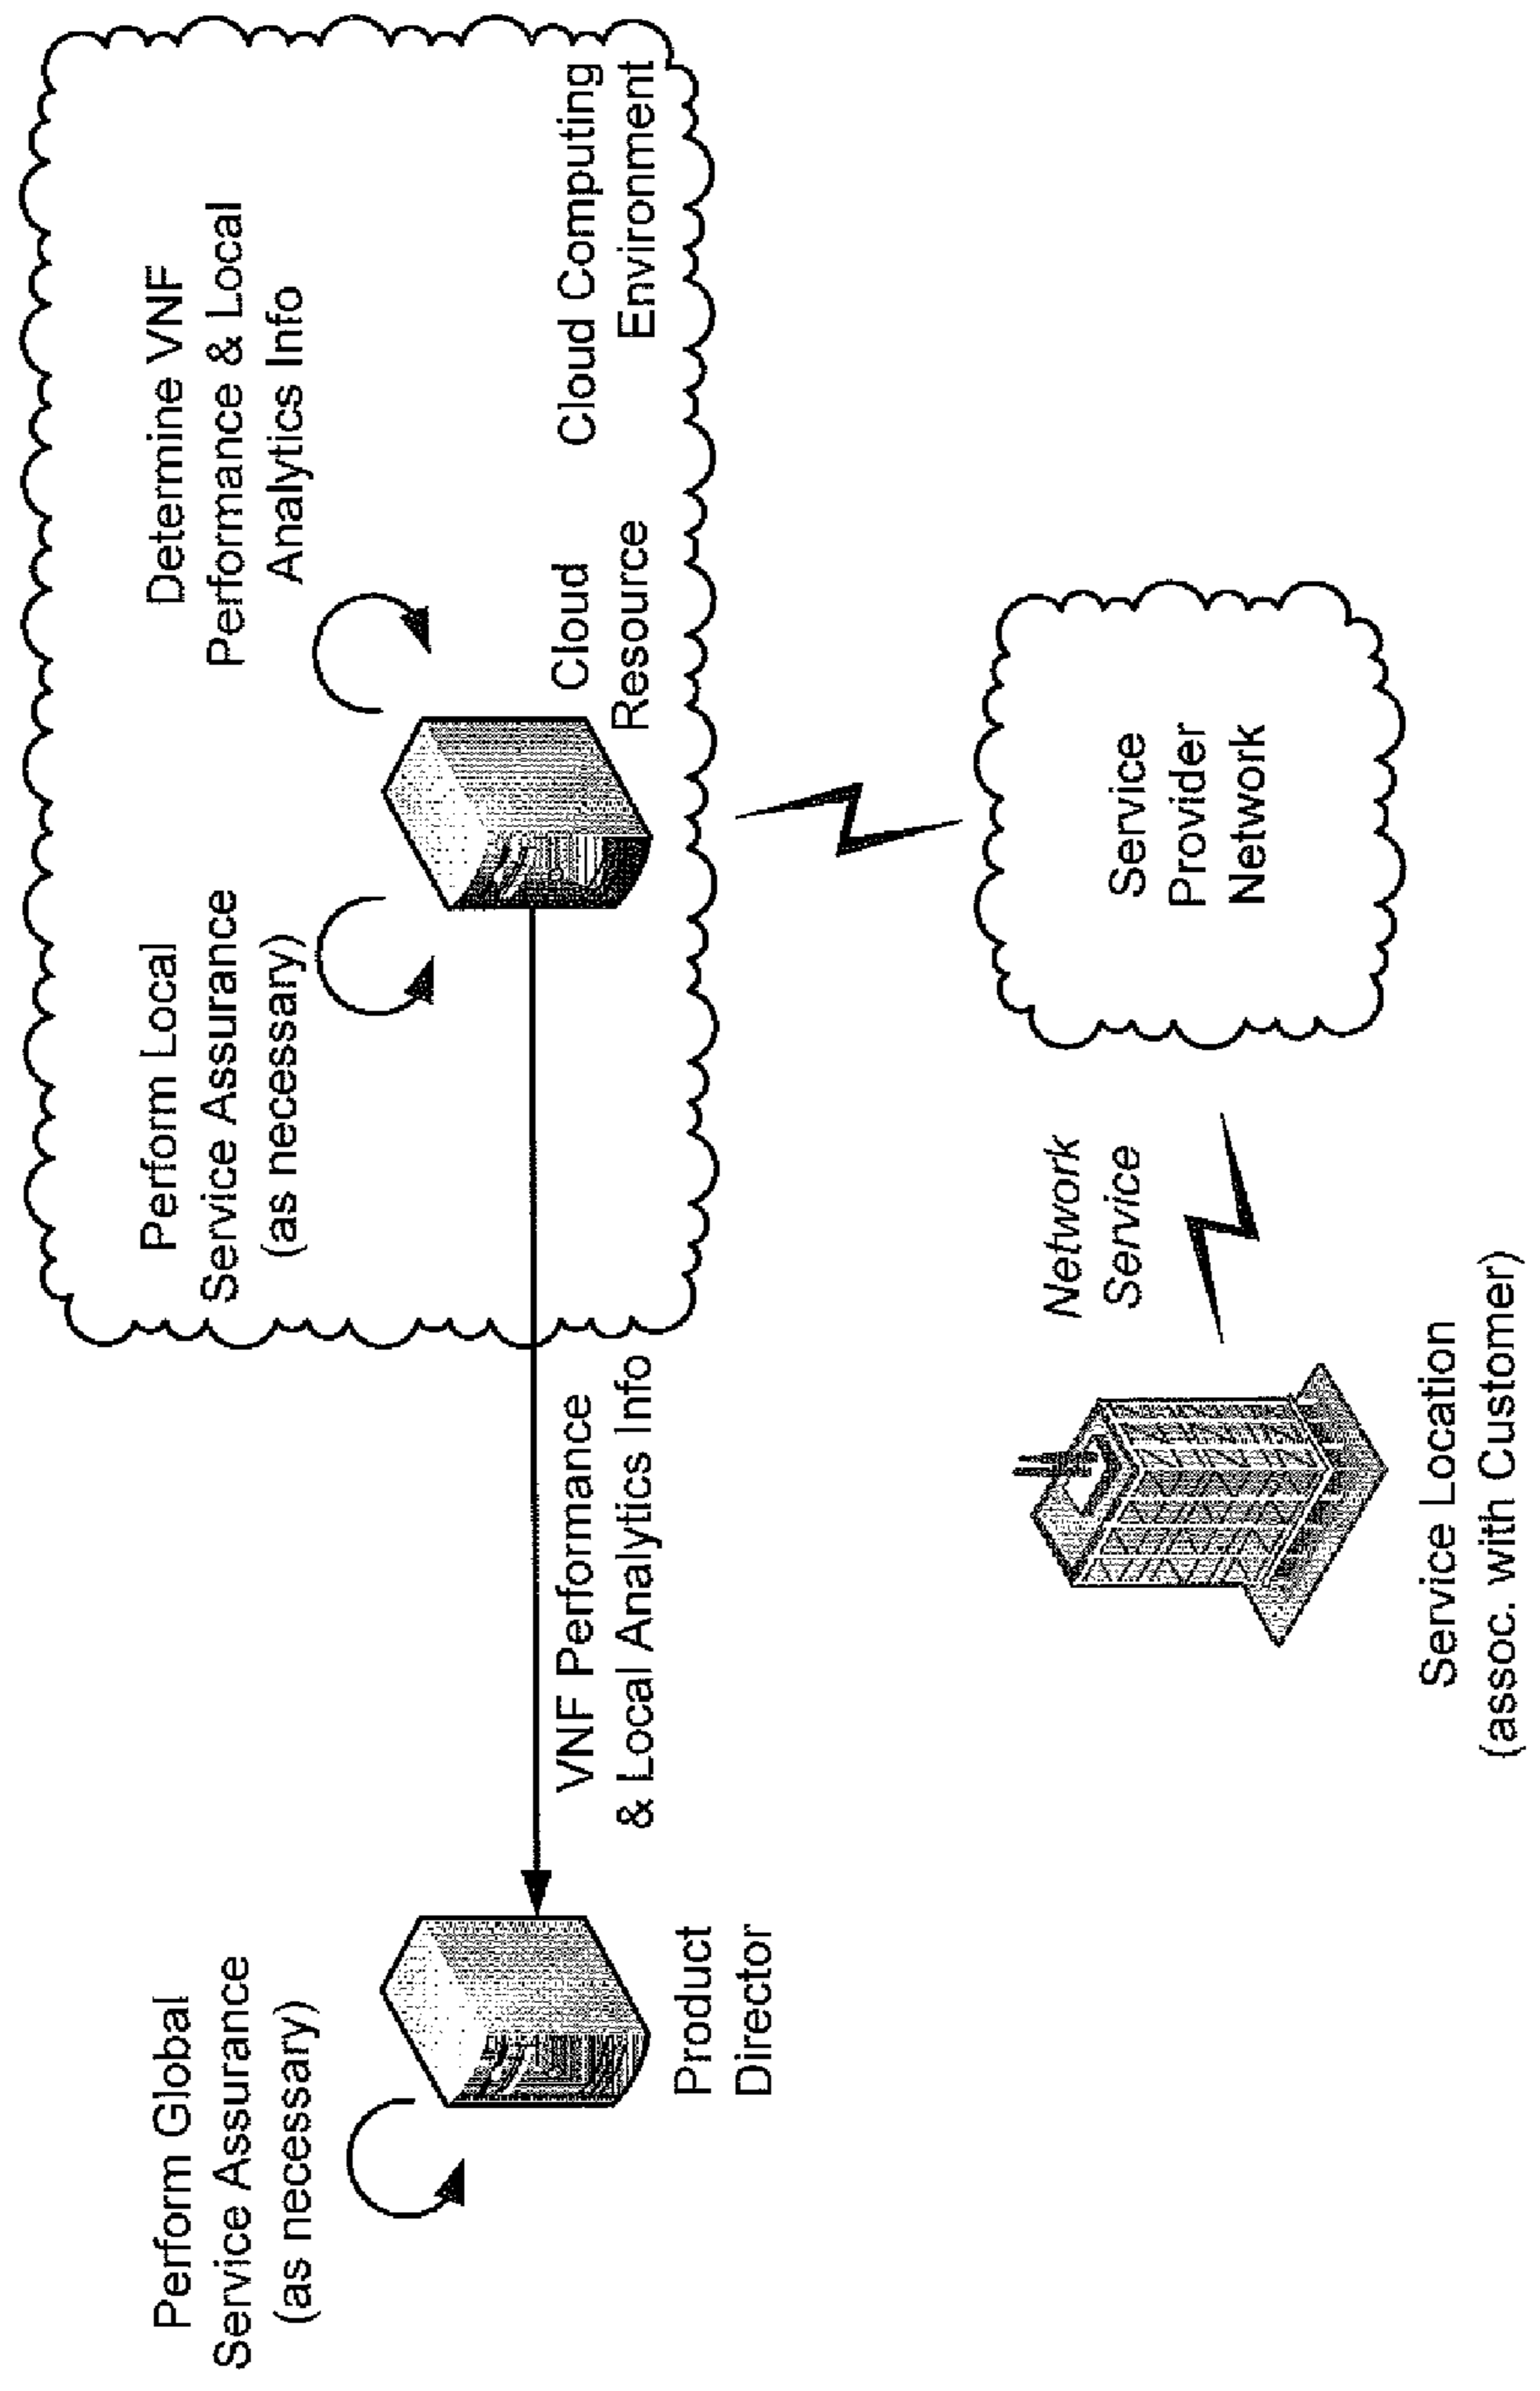 Perform Global
Service Assurance
(as necessary)
Product
Director
VNF Performance
& Local Analytics Info
Perform Local
Service Assurance
(as necessary)
Determine VNF
Performance & Local
Analytics Info
Cloud
Resource
Cloud Computing
Environment
Service Location
(assoc. with Customer)
Network
Service
Service
Provider
Network